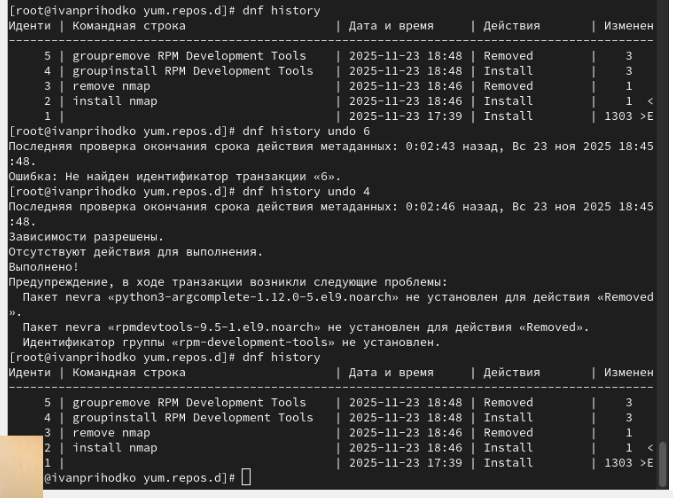 [root@ivanprihodko yum.repos.d]# dnf history
Иденти | Командная строка | Дата и время | Действия | Изменен
--------------------------------------------------------------------------------
5 | groupremove RPM Development Tools | 2025-11-23 18:48 | Removed | 3
4 | groupinstall RPM Development Tools | 2025-11-23 18:48 | Install | 3
3 | remove nmap | 2025-11-23 18:46 | Removed | 1
2 | install nmap | 2025-11-23 18:46 | Install | 1 <
1 | | 2025-11-23 17:39 | Install | 1303 >E
[root@ivanprihodko yum.repos.d]# dnf history undo 6
Последняя проверка окончания срока действия метаданных: 0:02:43 назад, Вс 23 ноя 2025 18:45
:48.
Ошибка: Не найден идентификатор транзакции «6».
[root@ivanprihodko yum.repos.d]# dnf history undo 4
Последняя проверка окончания срока действия метаданных: 0:02:46 назад, Вс 23 ноя 2025 18:45
:48.
Зависимости разрешены.
Отсутствуют действия для выполнения.
Выполнено!
Предупреждение, в ходе транзакции возникли следующие проблемы:
Пакет nevra «python3-argcomplete-1.12.0-5.el9.noarch» не установлен для действия «Removed
».
Пакет nevra «rpmdevtools-9.5-1.el9.noarch» не установлен для действия «Removed».
Идентификатор группы «rpm-development-tools» не установлен.
[root@ivanprihodko yum.repos.d]# dnf history
Иденти | Командная строка | Дата и время | Действия | Изменен
--------------------------------------------------------------------------------
5 | groupremove RPM Development Tools | 2025-11-23 18:48 | Removed | 3
4 | groupinstall RPM Development Tools | 2025-11-23 18:48 | Install | 3
3 | remove nmap | 2025-11-23 18:46 | Removed | 1
2 | install nmap | 2025-11-23 18:46 | Install | 1 <
1 | | 2025-11-23 17:39 | Install | 1303 >E
@ivanprihodko yum.repos.d]#